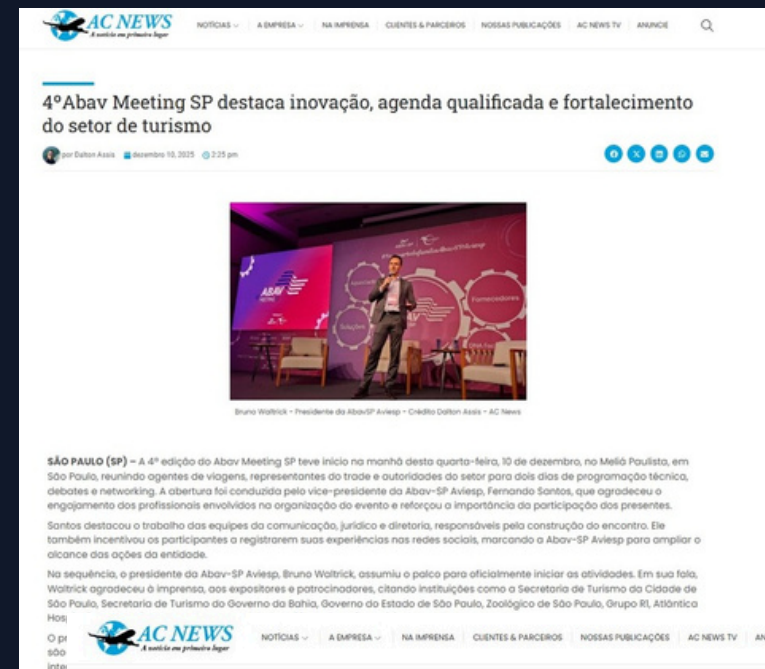 AC NEWS
A notícia em primeiro lugar
NOTÍCIAS A EMPRESA NA IMPRENSA CLIENTES & PARCEIROS NOSSAS PUBLICAÇÕES AC NEWS TV ANUNCIE
4ºAbav Meeting SP destaca inovação, agenda qualificada e fortalecimento
do setor de turismo
por Dalton Assis dezembro 10, 2025 2:25 pm
ABAV
MEETING
Associados
Fornecedores
Soluções
Bruno Waltrick - Presidente da AbavSP Aviesp - Crédito Dalton Assis - AC News
SÃO PAULO (SP) – A 4ª edição do Abav Meeting SP teve início na manhã desta quarta-feira, 10 de dezembro, no Meliá Paulista, em
São Paulo, reunindo agentes de viagens, representantes do trade e autoridades do setor para dois dias de programação técnica,
debates e networking. A abertura foi conduzida pelo vice-presidente da Abav-SP Aviesp, Fernando Santos, que agradeceu o
engajamento dos profissionais envolvidos na organização do evento e reforçou a importância da participação dos presentes.
Santos destacou o trabalho das equipes da comunicação, jurídico e diretoria, responsáveis pela construção do encontro. Ele
também incentivou os participantes a registrarem suas experiências nas redes sociais, marcando a Abav-SP Aviesp para ampliar o
alcance das ações da entidade.
Na sequência, o presidente da Abav-SP Aviesp, Bruno Waltrick, assumiu o palco para oficialmente iniciar as atividades. Em sua fala,
Waltrick agradeceu à imprensa, aos expositores e patrocinadores, citando instituições como a Secretaria de Turismo da Cidade de
São Paulo, Secretaria de Turismo do Governo da Bahia, Governo do Estado de São Paulo, Zoológico de São Paulo, Grupo R1, Atlântica
Hos
O pr
são
AC NEWS
A notícia em primeiro lugar
NOTÍCIAS A EMPRESA NA IMPRENSA CLIENTES & PARCEIROS NOSSAS PUBLICAÇÕES AC NEWS TV AN